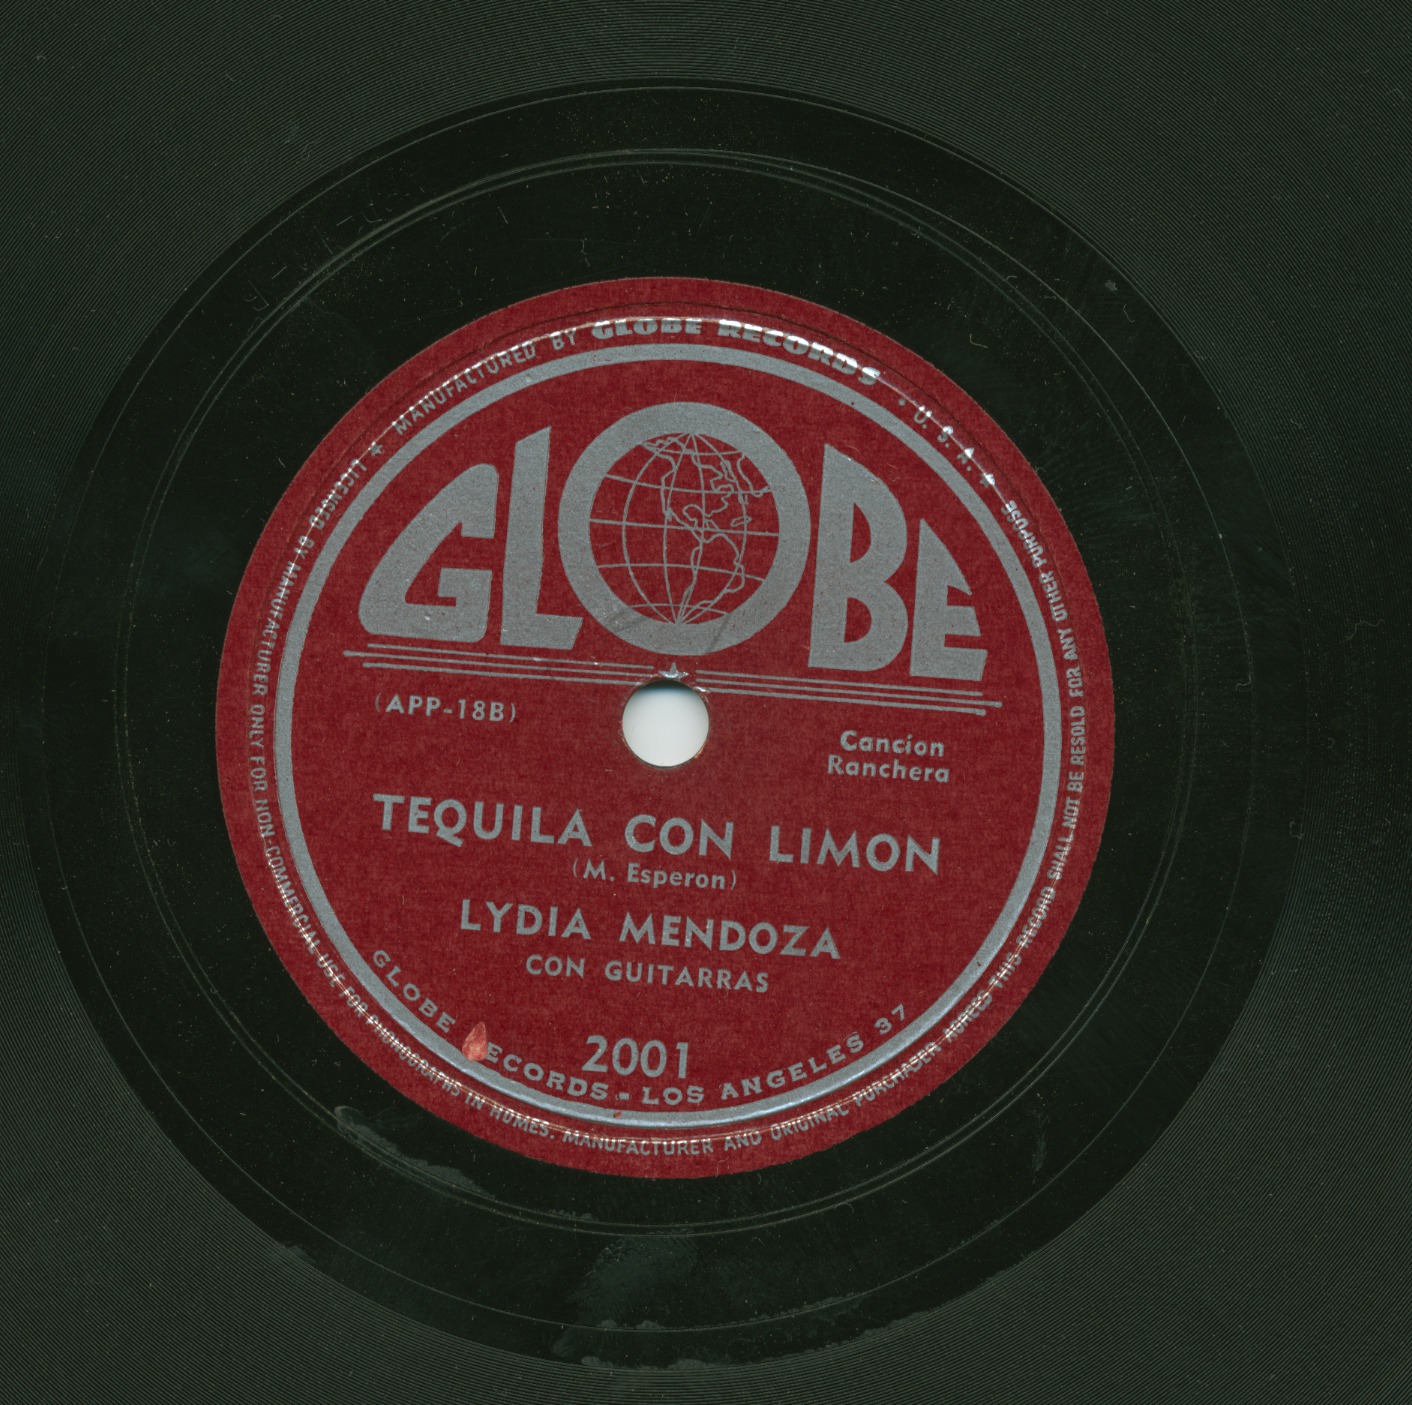 MANUFACTURED BY GLOBE RECORDS • U. S. A.
GLOBE
(APP-18B)
Cancion
Ranchera
TEQUILA CON LIMON
(M. Esperon)
LYDIA MENDOZA
CON GUITARRAS
2001
GLOBE ECORDS - LOS ANGELES 37
LICENSED BY MANUFACTURER ONLY FOR NON-COMMERCIAL USE FOR PHONOGRAPHS IN HOMES. MANUFACTURER AND ORIGINAL PURCHASER AGREES THIS RECORD SHALL NOT BE RESOLD FOR ANY OTHER PURPOSE